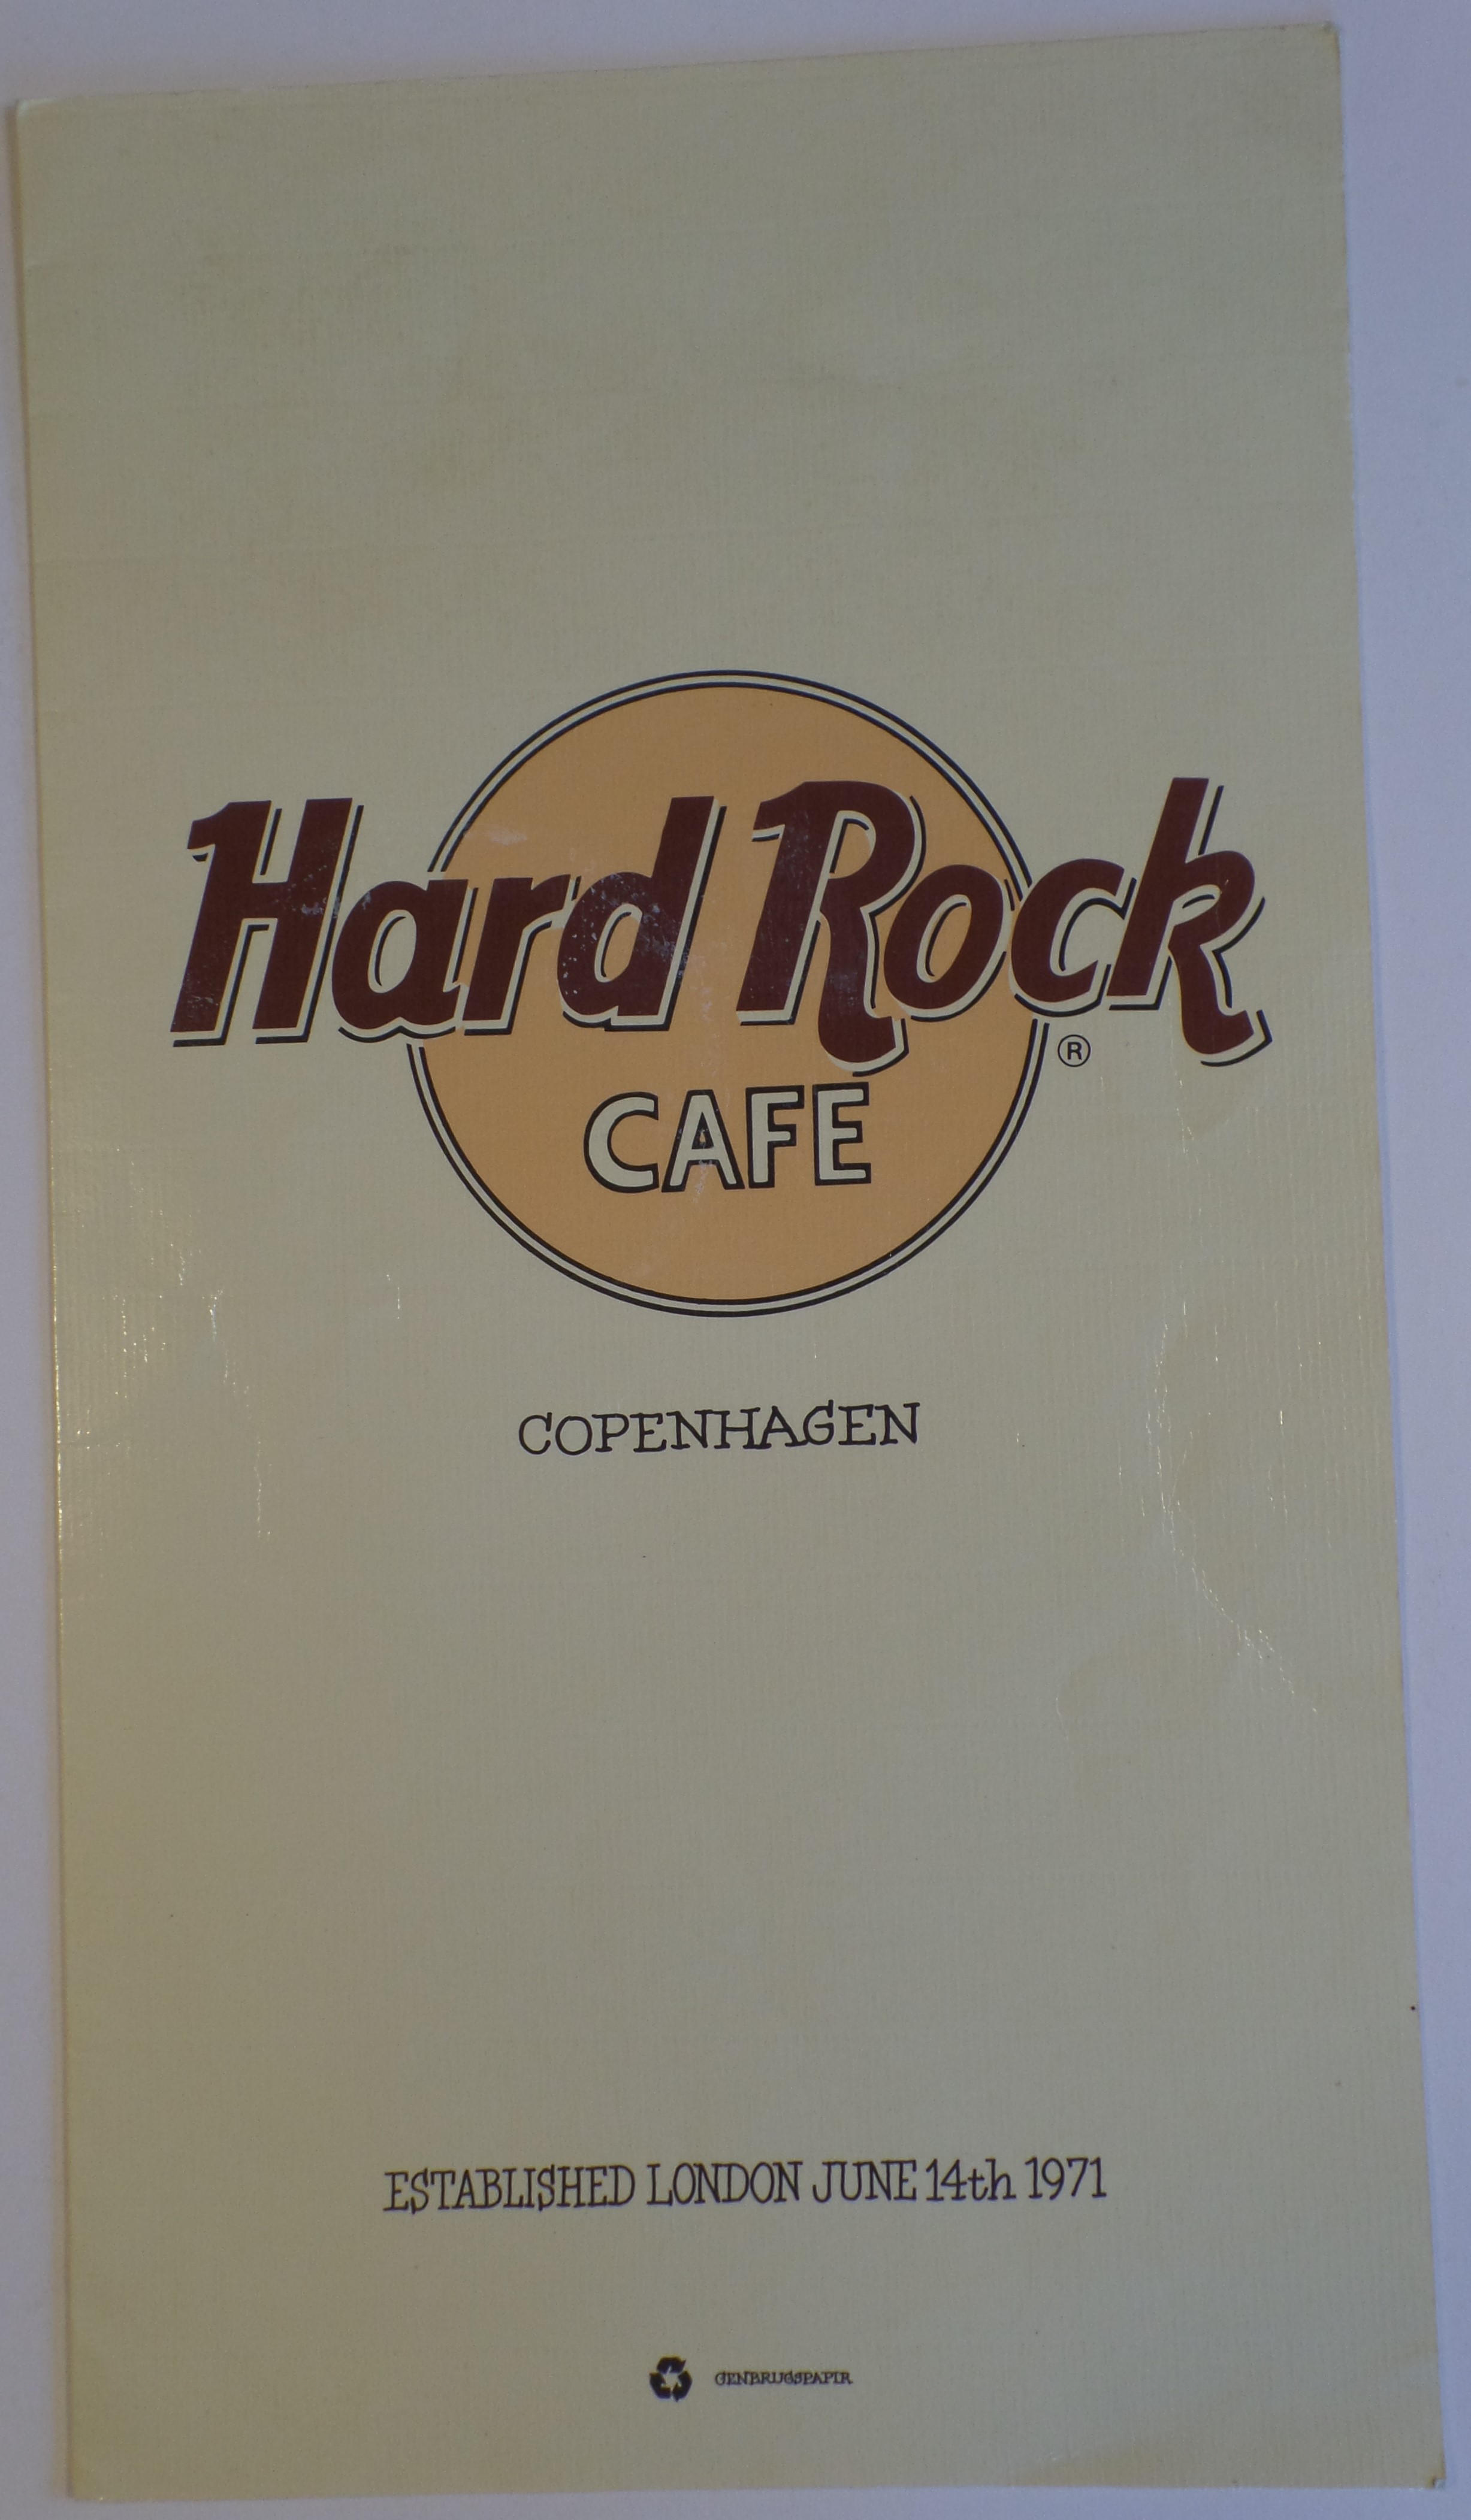 Hard Rock
®
CAFE
COPENHAGEN
ESTABLISHED LONDON JUNE 14th 1971
GENBRUGSPAPIR